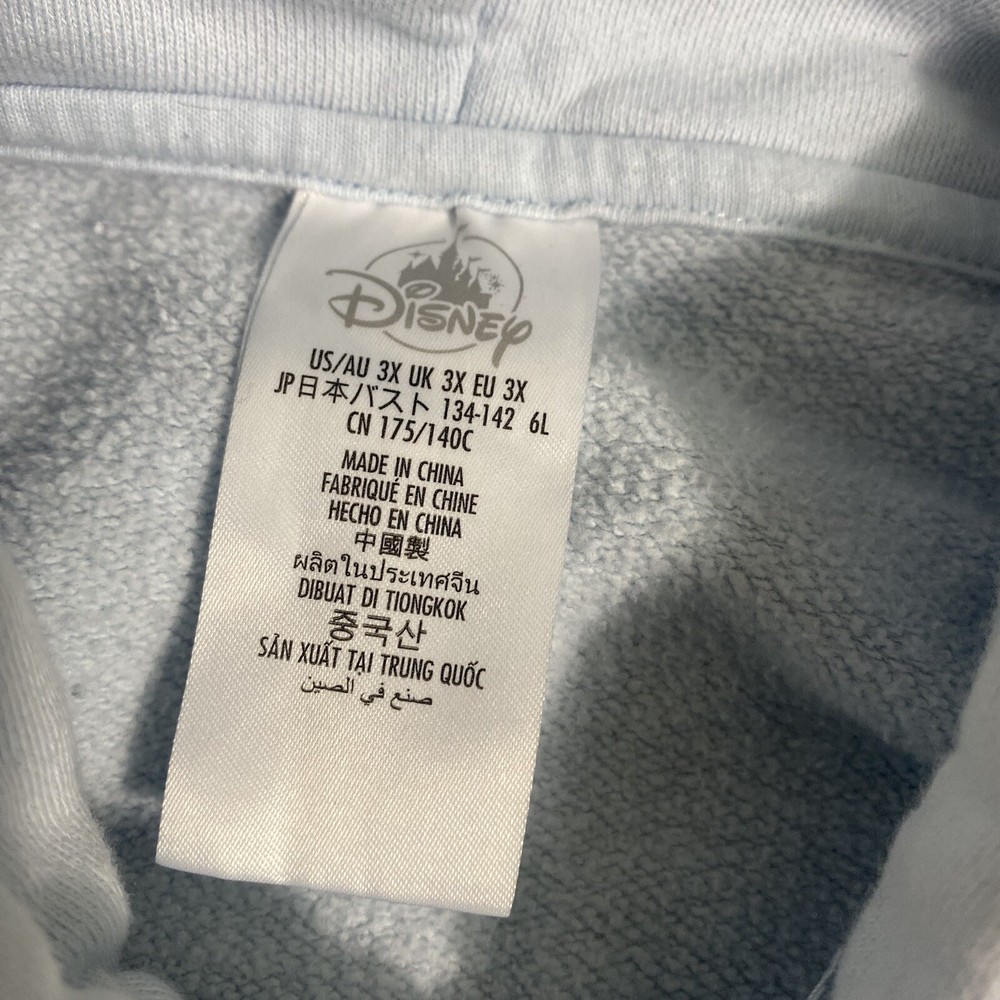 Disney
US/AU 3X UK 3X EU 3X
JP日本バスト 134-142 6L
CN 175/140C
MADE IN CHINA
FABRIQUÉ EN CHINE
HECHO EN CHINA
中國製
ผลิตในประเทศจีน
DIBUAT DI TIONGKOK
중국산
SẢN XUẤT TẠI TRUNG QUỐC
صنع في الصين